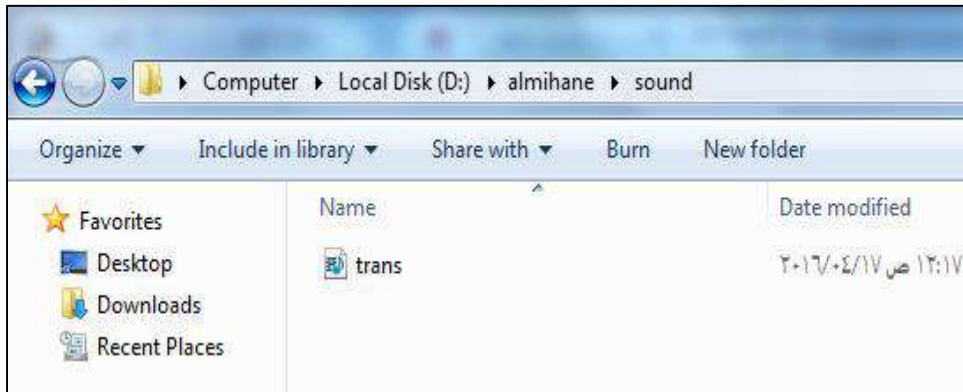 Computer ▸ Local Disk (D:) ▸ almihane ▸ sound
Organize Include in library Share with Burn New folder
Favorites
Desktop
Downloads
Recent Places
Name Date modified
trans ٢٠١٦/٠٤/١٧ ص ١٢:١٧